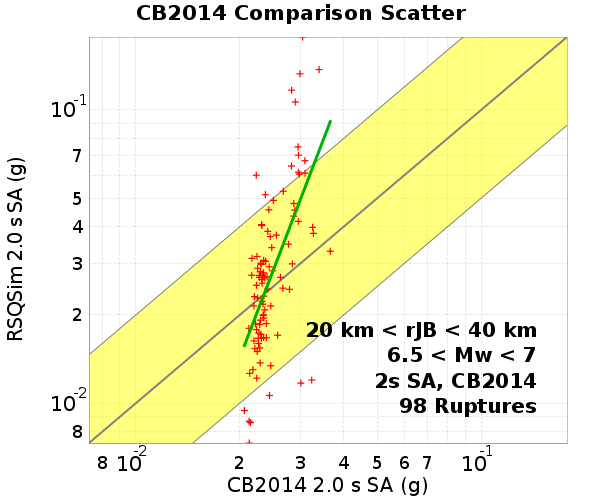 CB2014 Comparison Scatter
RSQSim 2.0 s SA (g)
10⁻¹
7
5
4
3
2
10⁻²
8
20 km < rJB < 40 km
6.5 < Mw < 7
2s SA, CB2014
98 Ruptures
8 10⁻² 2 3 4 5 6 7 10⁻¹
CB2014 2.0 s SA (g)